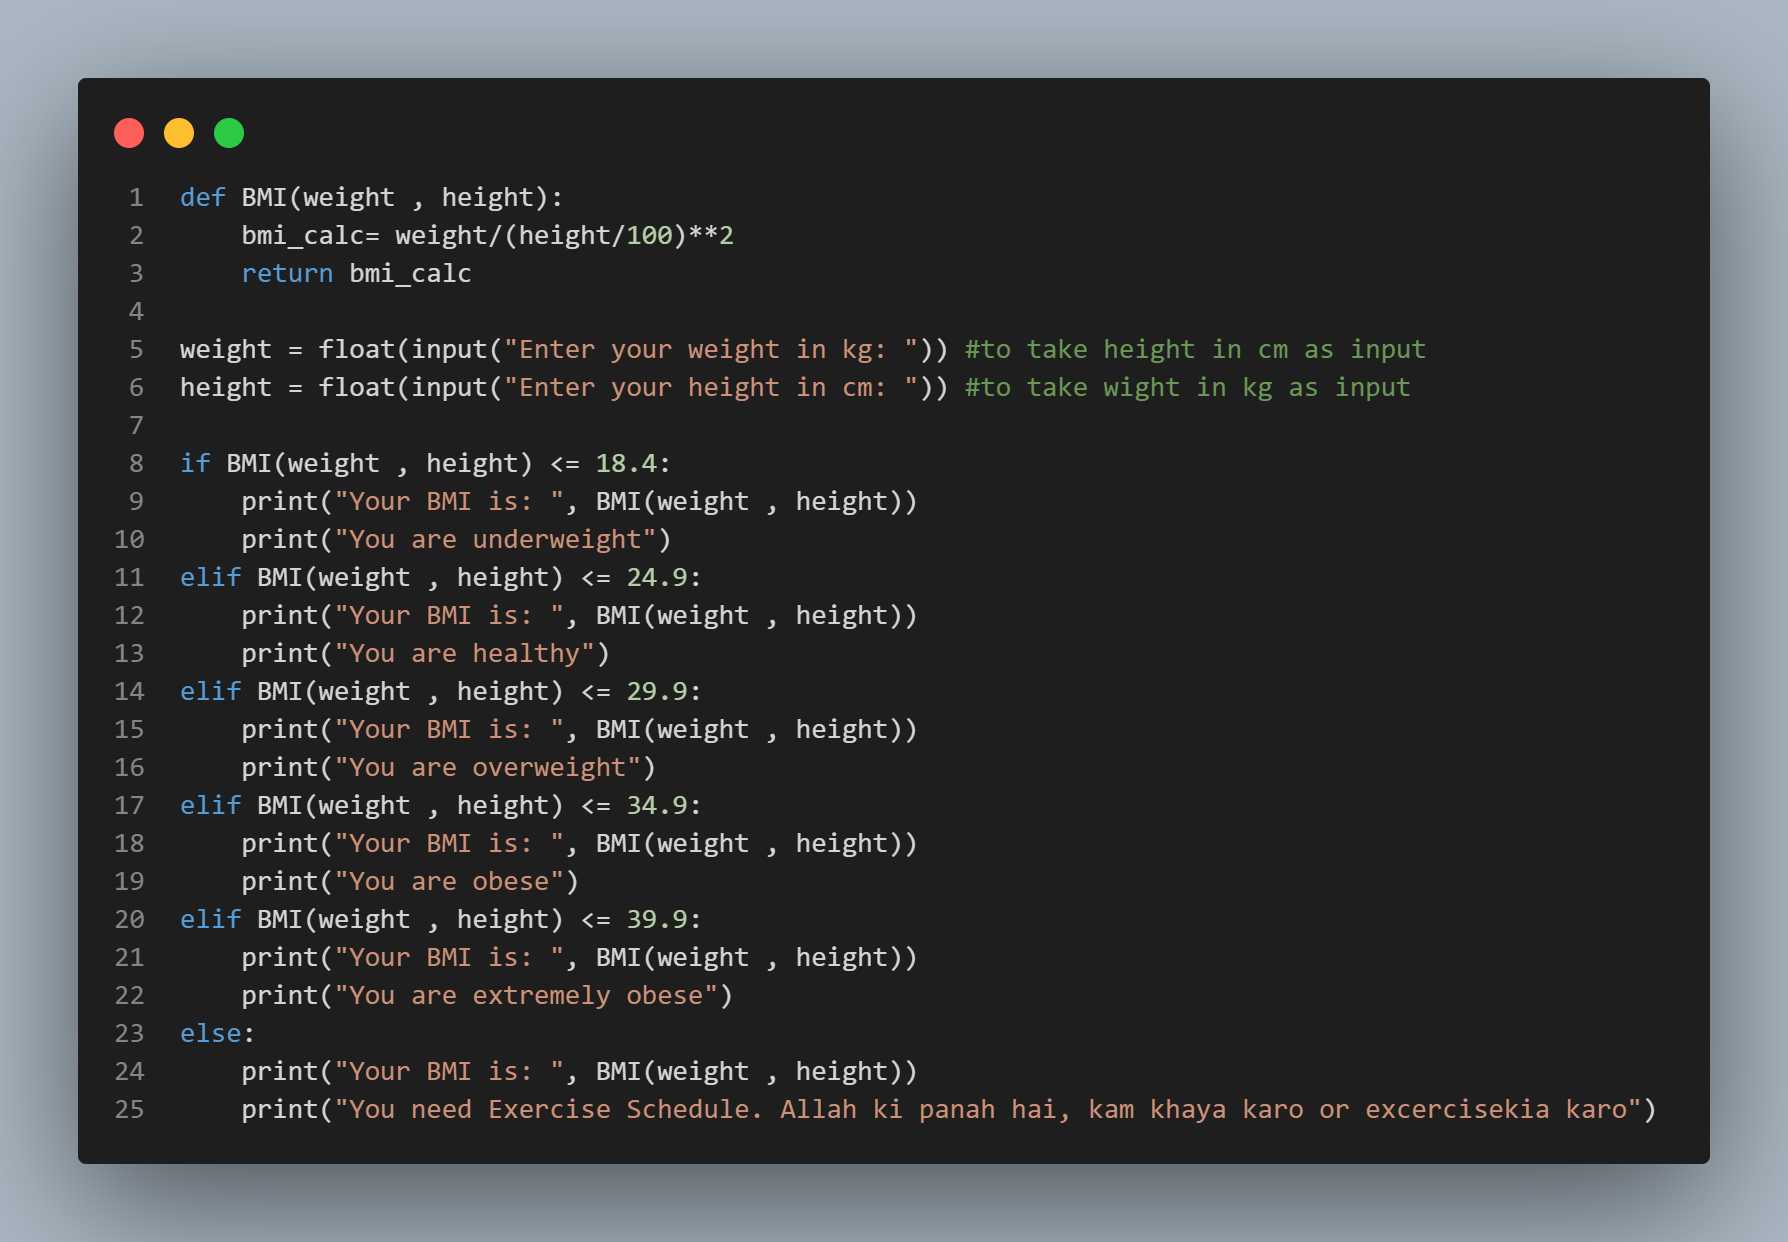 1 def BMI(weight , height):
2     bmi_calc= weight/(height/100)**2
3     return bmi_calc
4
5 weight = float(input("Enter your weight in kg: ")) #to take height in cm as input
6 height = float(input("Enter your height in cm: ")) #to take wight in kg as input
7
8 if BMI(weight , height) <= 18.4:
9     print("Your BMI is: ", BMI(weight , height))
10     print("You are underweight")
11 elif BMI(weight , height) <= 24.9:
12     print("Your BMI is: ", BMI(weight , height))
13     print("You are healthy")
14 elif BMI(weight , height) <= 29.9:
15     print("Your BMI is: ", BMI(weight , height))
16     print("You are overweight")
17 elif BMI(weight , height) <= 34.9:
18     print("Your BMI is: ", BMI(weight , height))
19     print("You are obese")
20 elif BMI(weight , height) <= 39.9:
21     print("Your BMI is: ", BMI(weight , height))
22     print("You are extremely obese")
23 else:
24     print("Your BMI is: ", BMI(weight , height))
25     print("You need Exercise Schedule. Allah ki panah hai, kam khaya karo or excercisekia karo")